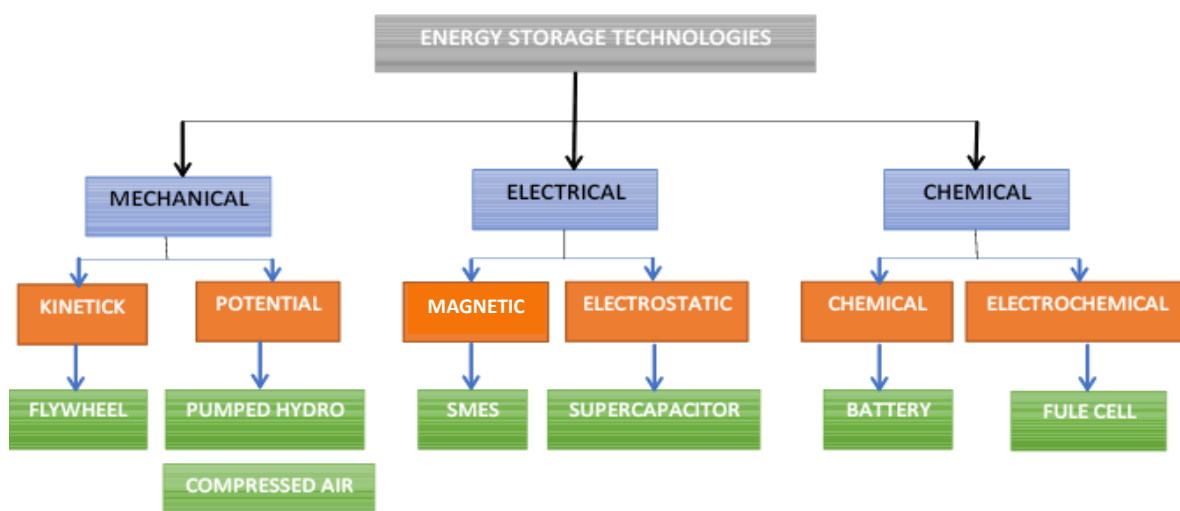 ENERGY STORAGE TECHNOLOGIES
MECHANICAL
ELECTRICAL
CHEMICAL
KINETICK
POTENTIAL
MAGNETIC
ELECTROSTATIC
CHEMICAL
ELECTROCHEMICAL
FLYWHEEL
PUMPED HYDRO
SMES
SUPERCAPACITOR
BATTERY
FULE CELL
COMPRESSED AIR